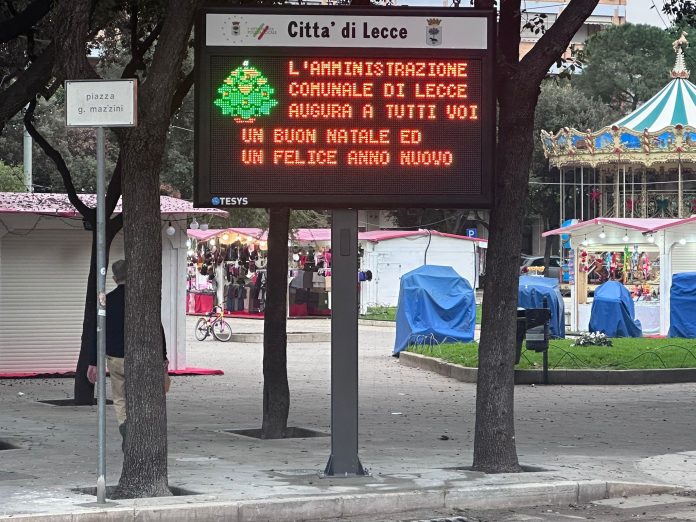 Citta' di Lecce
L'AMMINISTRAZIONE
COMUNALE DI LECCE
AUGURA A TUTTI VOI
UN BUON NATALE ED
UN FELICE ANNO NUOVO
TESYS
piazza
g. mazzini
P